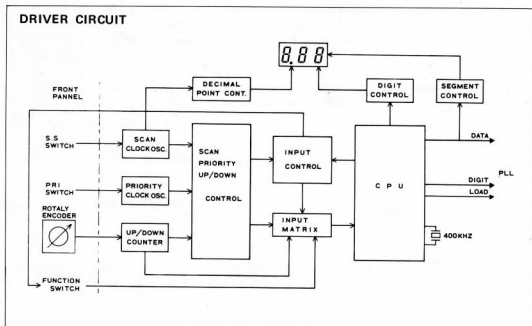 DRIVER CIRCUIT
8.88
FRONT
PANNEL
DECIMAL
POINT CONT.
DIGIT
CONTROL
SEGMENT
CONTROL
S.S
SWITCH
SCAN
CLOCK OSC.
SCAN
PRIORITY
UP/DOWN
CONTROL
INPUT
CONTROL
CPU
DATA
PLL
DIGIT
LOAD
PRI
SWITCH
PRIORITY
CLOCK OSC.
ROTALY
ENCODER
UP/DOWN
COUNTER
INPUT
MATRIX
400KHZ
FUNCTION
SWITCH